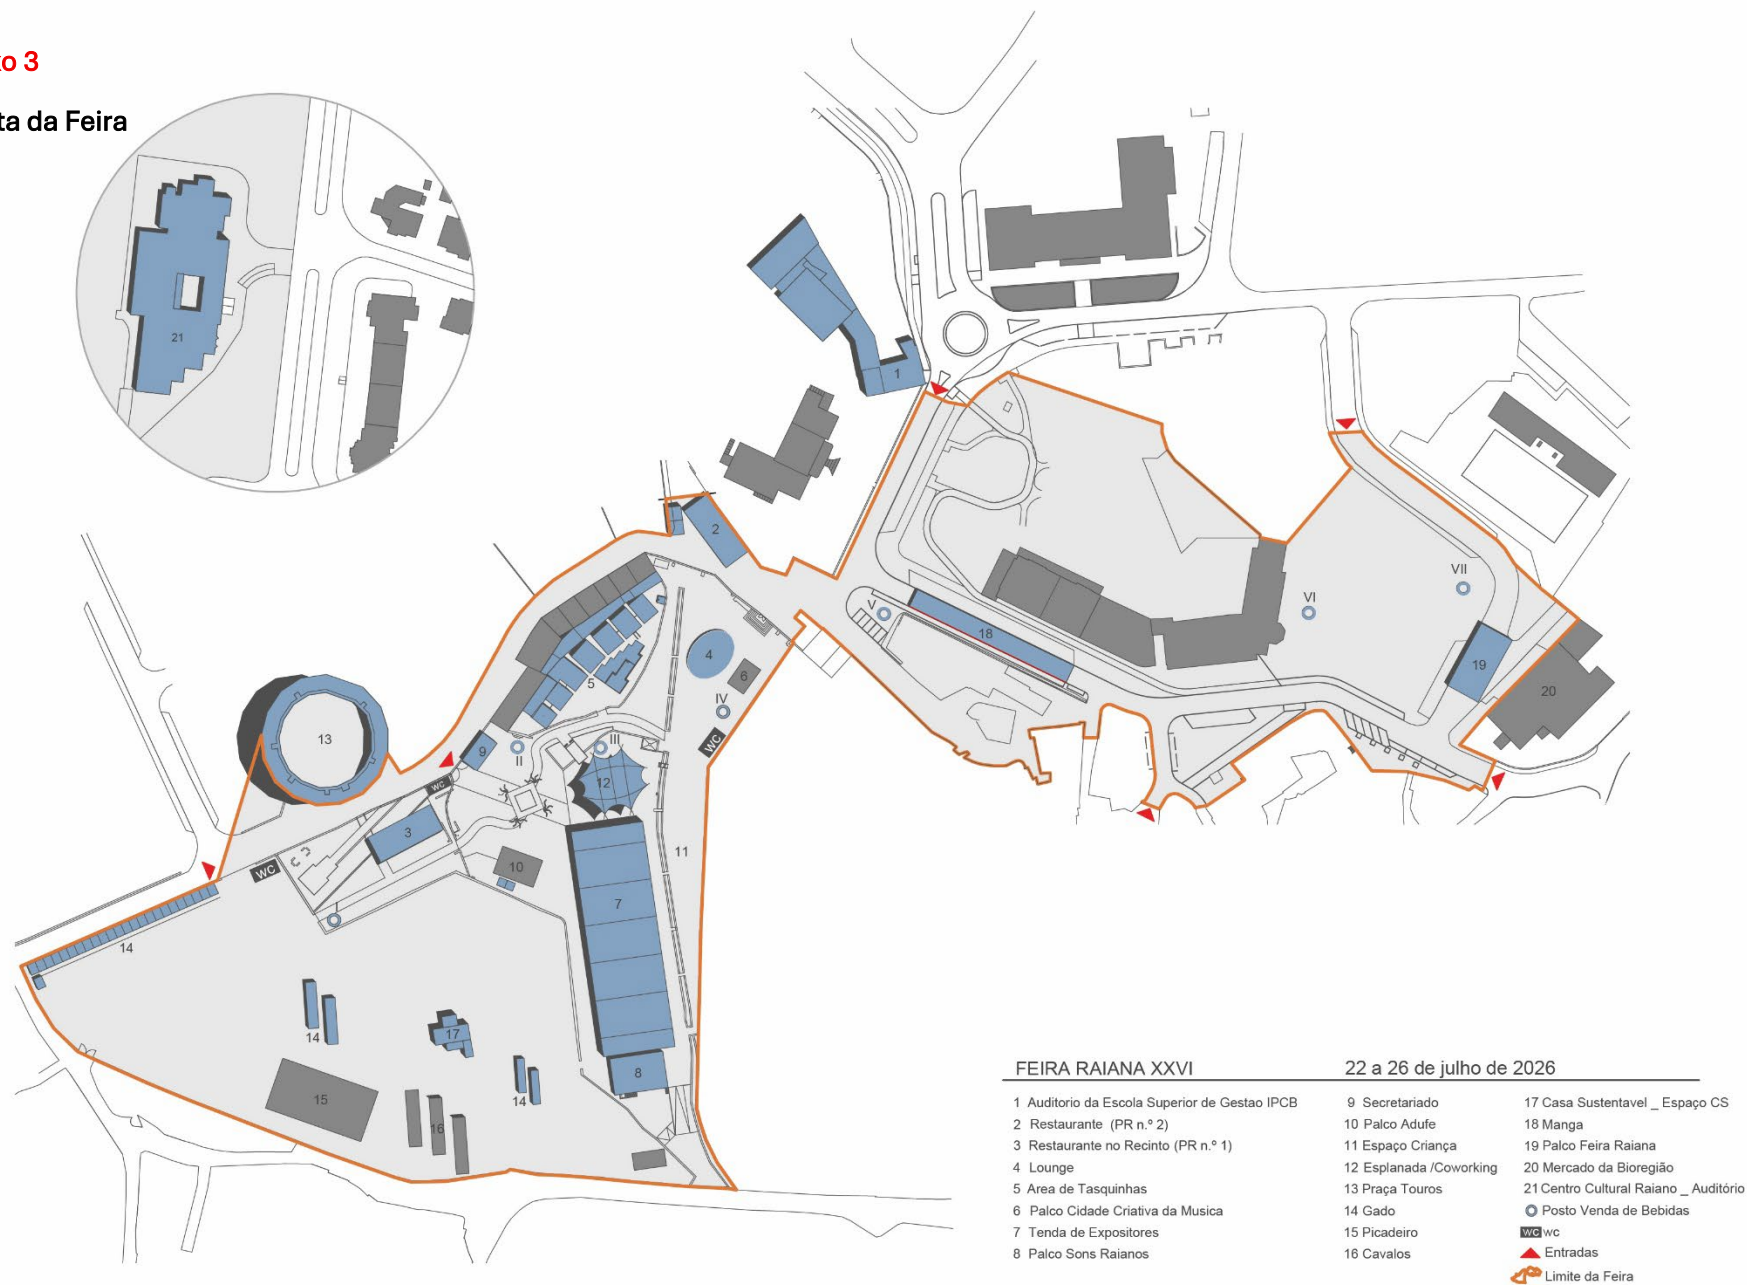 o 3
ta da Feira
21
1
2
V
18
VI
VII
19
20
4
6
IV
WC
5
9
II
III
12
13
WC
3
WC
10
11
I
7
14
14
17
14
8
15
16
FEIRA RAIANA XXVI 22 a 26 de julho de 2026
1 Auditorio da Escola Superior de Gestao IPCB
2 Restaurante (PR n.º 2)
3 Restaurante no Recinto (PR n.º 1)
4 Lounge
5 Area de Tasquinhas
6 Palco Cidade Criativa da Musica
7 Tenda de Expositores
8 Palco Sons Raianos
9 Secretariado
10 Palco Adufe
11 Espaço Criança
12 Esplanada /Coworking
13 Praça Touros
14 Gado
15 Picadeiro
16 Cavalos
17 Casa Sustentavel _ Espaço CS
18 Manga
19 Palco Feira Raiana
20 Mercado da Bioregião
21 Centro Cultural Raiano _ Auditório
Posto Venda de Bebidas
WC wc
Entradas
Limite da Feira